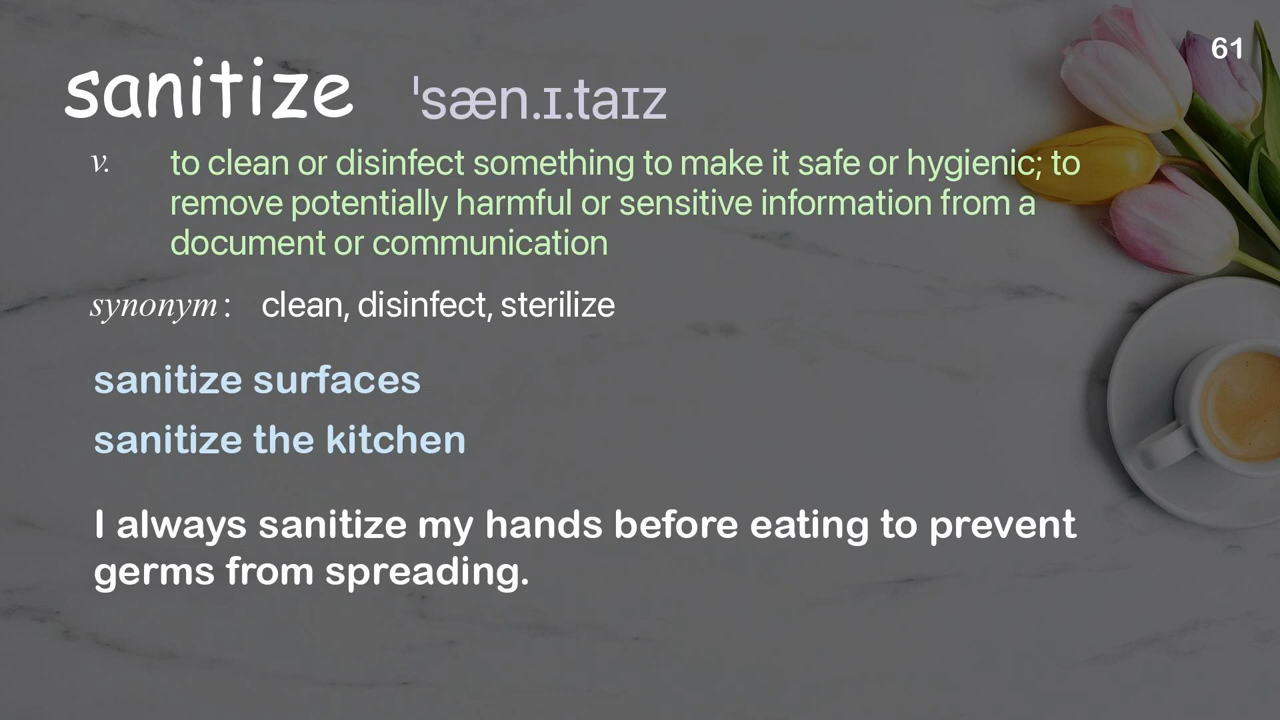 61
sanitize ˈsæn.ɪ.taɪz
v. to clean or disinfect something to make it safe or hygienic; to
remove potentially harmful or sensitive information from a
document or communication
synonym: clean, disinfect, sterilize
sanitize surfaces
sanitize the kitchen
I always sanitize my hands before eating to prevent
germs from spreading.